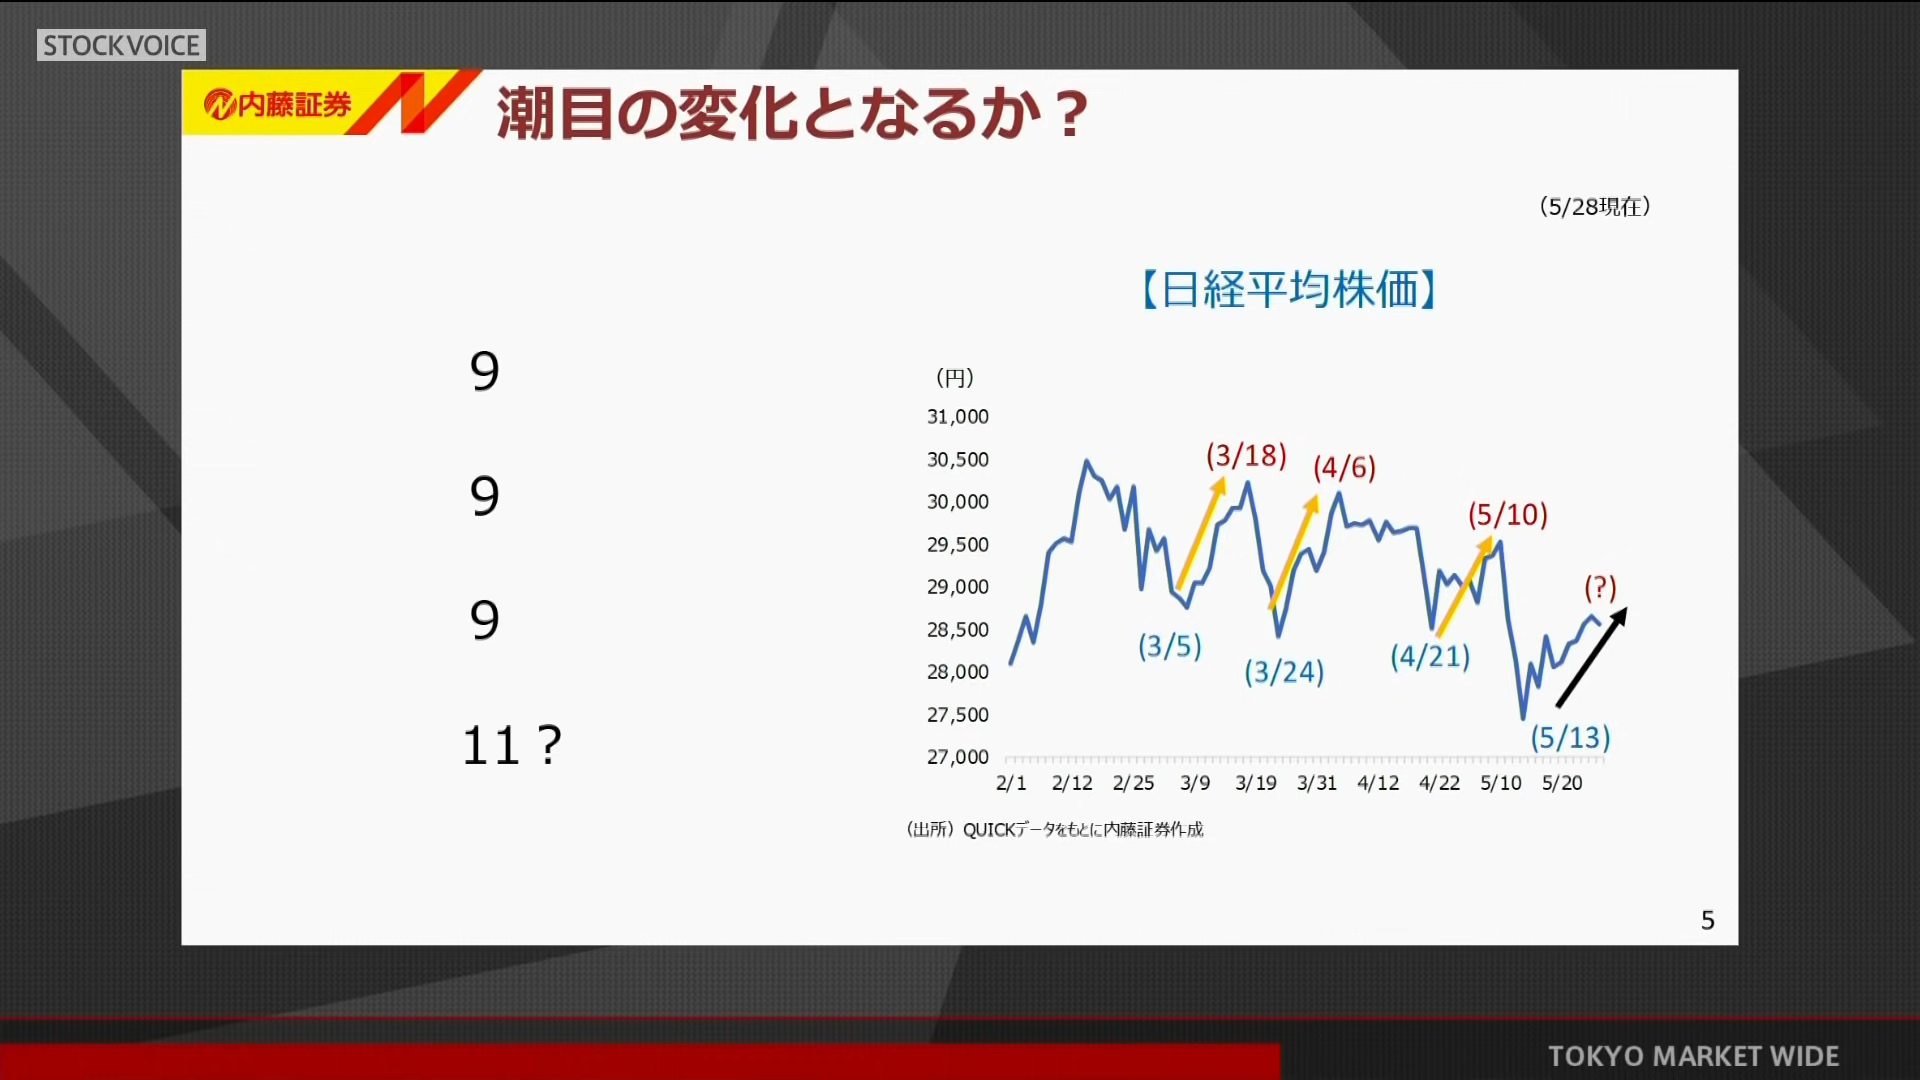 STOCKVOICE
内藤証券
潮目の変化となるか？
（5/28現在）
【日経平均株価】
9
9
9
11？
（円）
31,000
30,500
30,000
29,500
29,000
28,500
28,000
27,500
27,000
(3/18)
(4/6)
(5/10)
(?)
(3/5)
(3/24)
(4/21)
(5/13)
2/1 2/12 2/25 3/9 3/19 3/31 4/12 4/22 5/10 5/20
（出所）QUICKデータをもとに内藤証券作成
5
TOKYO MARKET WIDE